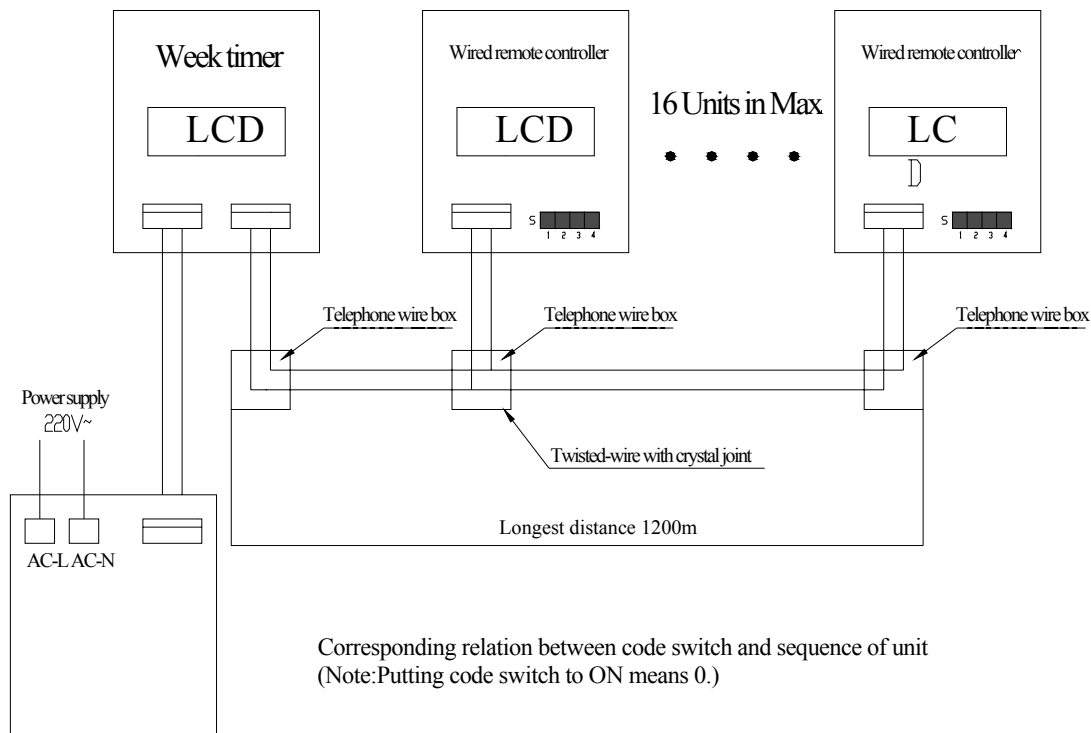 Week timer
LCD
Wired remote controller
LCD
S
1 2 3 4
16 Units in Max
Wired remote controller
LC
D
S
1 2 3 4
Telephone wire box
Telephone wire box
Telephone wire box
Power supply
220V~
Twisted-wire with crystal joint
Longest distance 1200m
AC-L AC-N
Corresponding relation between code switch and sequence of unit
(Note:Putting code switch to ON means 0.)